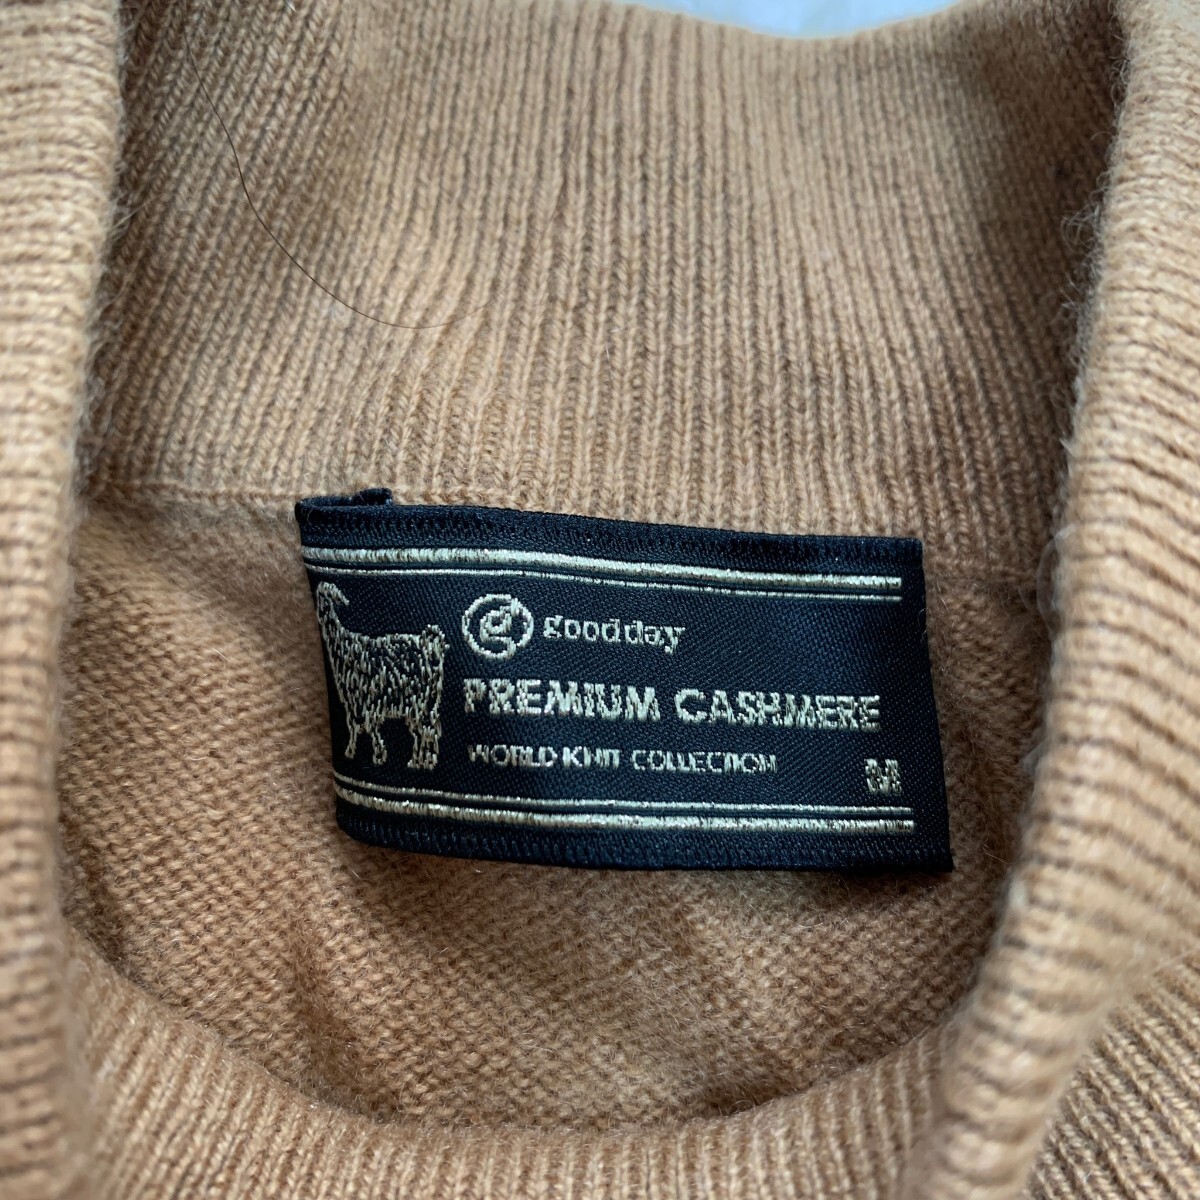 g goodday
PREMIUM CASHMERE
WORLD KNIT COLLECTION
M